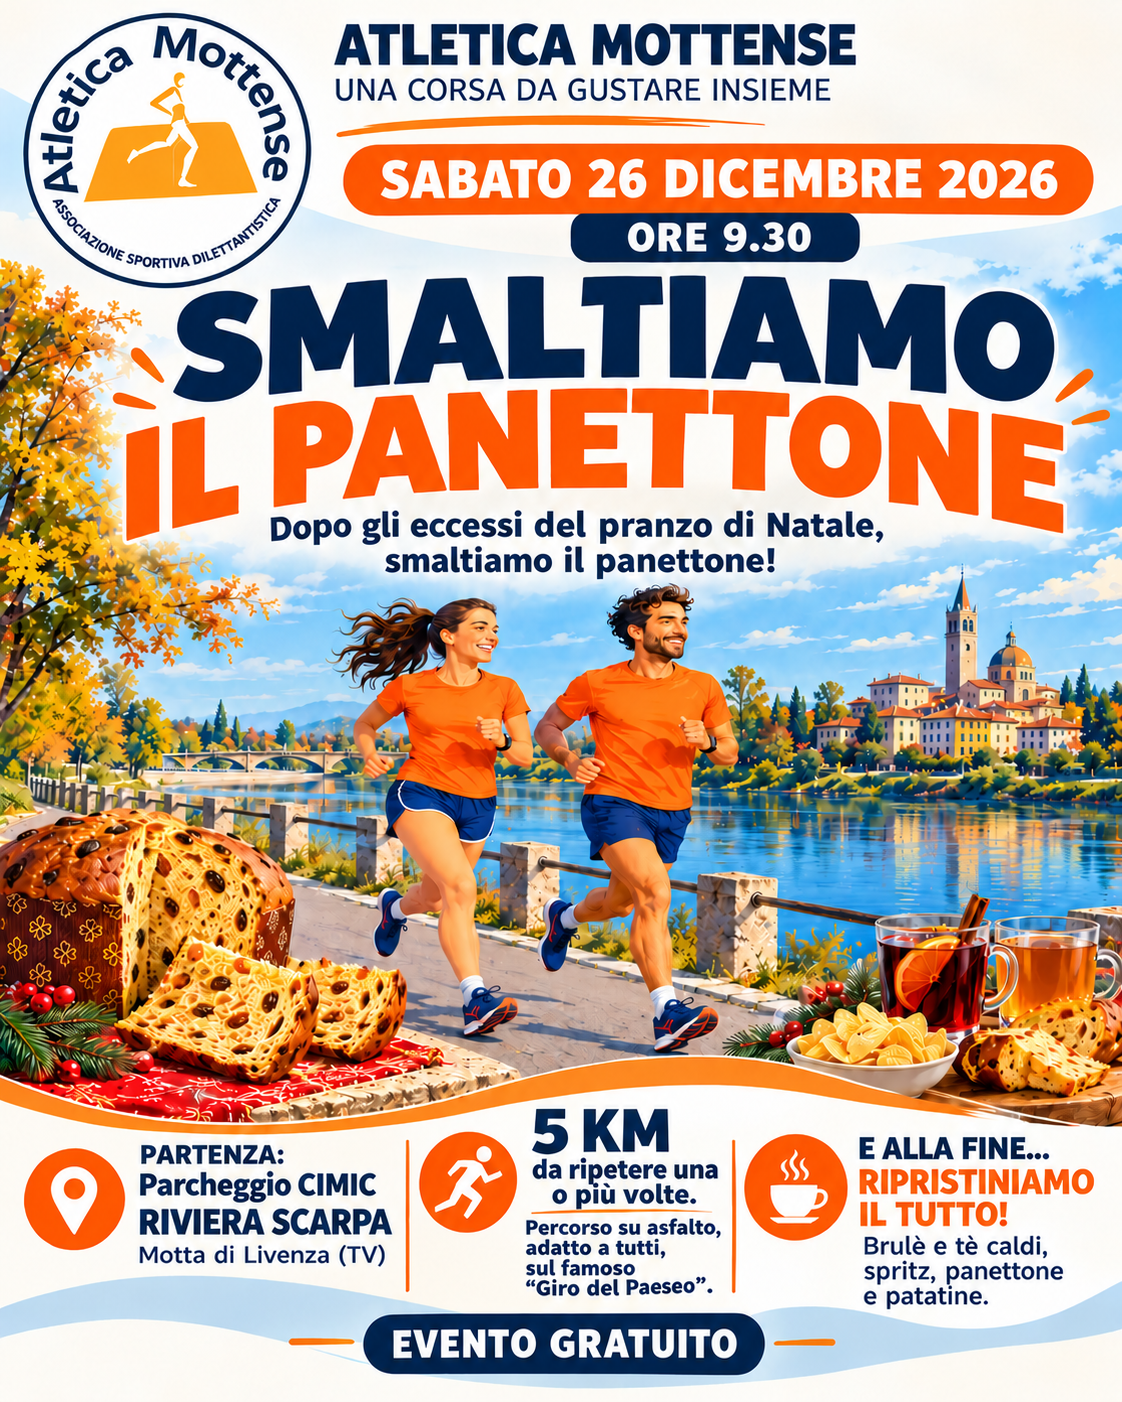 Atletica Mottense
ASSOCIAZIONE SPORTIVA DILETTANTISTICA
ATLETICA MOTTENSE
UNA CORSA DA GUSTARE INSIEME
SABATO 26 DICEMBRE 2026
ORE 9.30
SMALTIAMO
IL PANETTONE
Dopo gli eccessi del pranzo di Natale,
smaltiamo il panettone!
PARTENZA:
Parcheggio CIMIC
RIVIERA SCARPA
Motta di Livenza (TV)
5 KM
da ripetere una
o più volte.
Percorso su asfalto,
adatto a tutti,
sul famoso
“Giro del Paeseo”.
E ALLA FINE...
RIPRISTINIAMO
IL TUTTO!
Brulè e tè caldi,
spritz, panettone
e patatine.
EVENTO GRATUITO